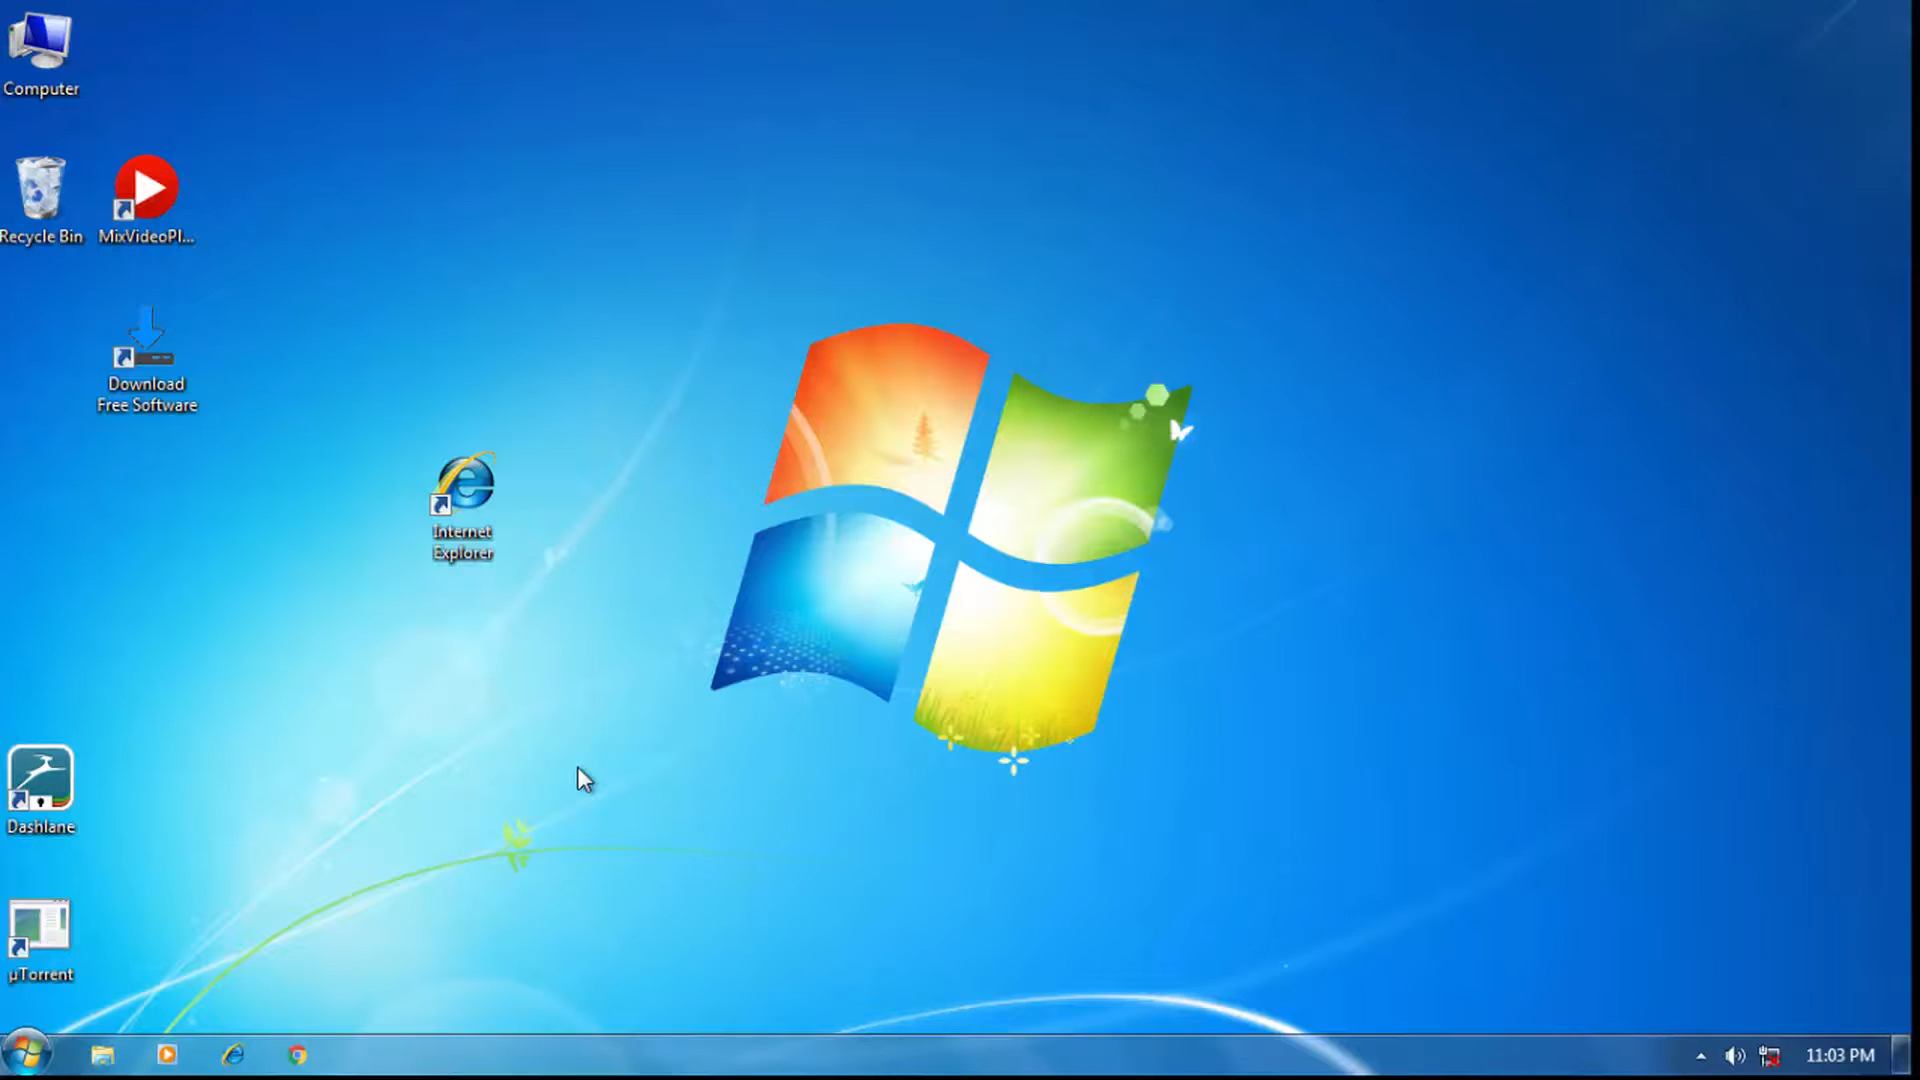 Computer
Recycle Bin
MixVideoPl...
Download
Free Software
Internet
Explorer
Dashlane
µTorrent
11:03 PM